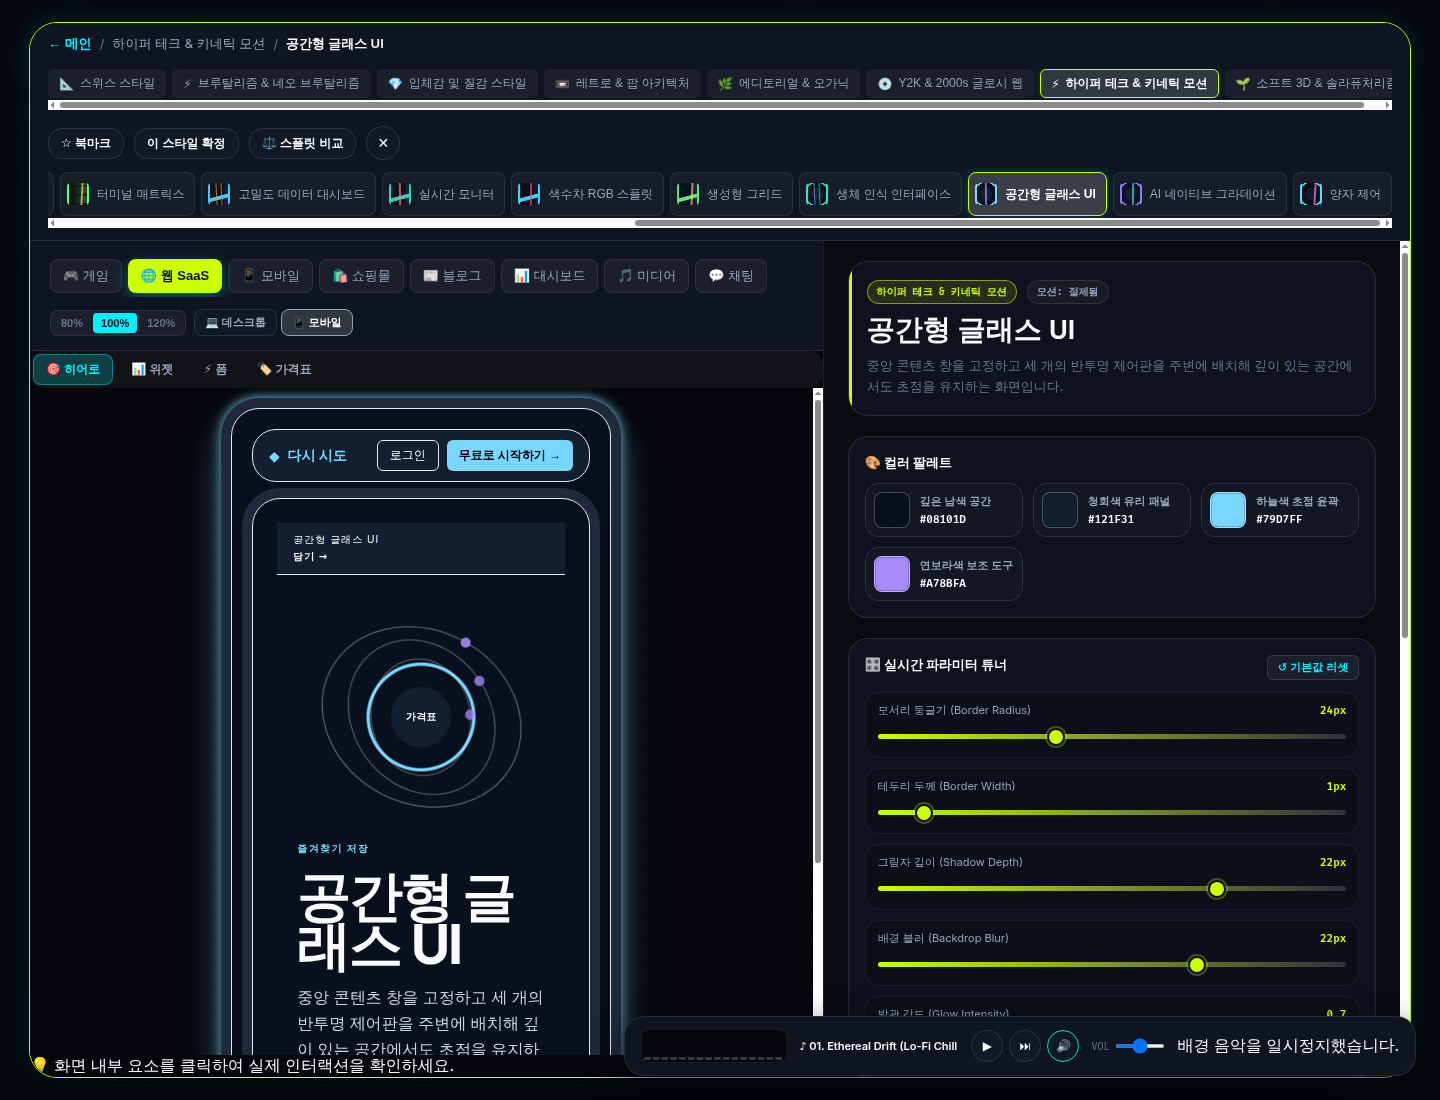 ← 메인 / 하이퍼 테크 & 키네틱 모션 / 공간형 글래스 UI
📐 스위스 스타일 ⚡ 브루탈리즘 & 네오 브루탈리즘 💎 입체감 및 질감 스타일 📼 레트로 & 팝 아키텍처 🌿 에디토리얼 & 오가닉 💿 Y2K & 2000s 글로시 웹 ⚡ 하이퍼 테크 & 키네틱 모션 🌱 소프트 3D & 솔라퓨처리즘
☆ 북마크 이 스타일 확정 ⚖️ 스플릿 비교 ✕
터미널 매트릭스 고밀도 데이터 대시보드 실시간 모니터 색수차 RGB 스플릿 생성형 그리드 생체 인식 인터페이스 공간형 글래스 UI AI 네이티브 그라데이션 양자 제어
🎮 게임 🌐 웹 SaaS 📱 모바일 🛍️ 쇼핑몰 📰 블로그 📊 대시보드 🎵 미디어 💬 채팅
80% 100% 120% 💻 데스크톱 📱 모바일
🎯 히어로 📊 위젯 ⚡ 폼 🏷️ 가격표
◆ 다시 시도 로그인 무료로 시작하기 →
공간형 글래스 UI
담기 →
가격표
즐겨찾기 저장
공간형 글
래스 UI
중앙 콘텐츠 창을 고정하고 세 개의
반투명 제어판을 주변에 배치해 깊
이 있는 공간에서도 초점을 유지하
💡 화면 내부 요소를 클릭하여 실제 인터랙션을 확인하세요.
하이퍼 테크 & 키네틱 모션 모션: 절제됨
공간형 글래스 UI
중앙 콘텐츠 창을 고정하고 세 개의 반투명 제어판을 주변에 배치해 깊이 있는 공간에
서도 초점을 유지하는 화면입니다.
🎨 컬러 팔레트
깊은 남색 공간
#08101D
청회색 유리 패널
#121F31
하늘색 초점 윤곽
#79D7FF
연보라색 보조 도구
#A78BFA
🎛️ 실시간 파라미터 튜너 ↺ 기본값 리셋
모서리 둥글기 (Border Radius) 24px
테두리 두께 (Border Width) 1px
그림자 깊이 (Shadow Depth) 22px
배경 블러 (Backdrop Blur) 22px
발광 강도 (Glow Intensity) 0.7
♪ 01. Ethereal Drift (Lo-Fi Chill ▶ ⏭ 🔊 VOL 배경 음악을 일시정지했습니다.